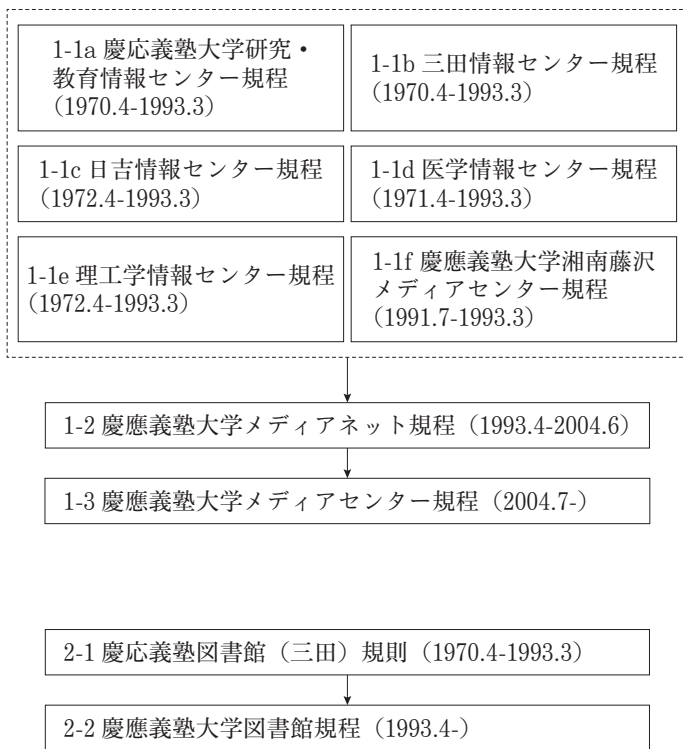 1-1a 慶応義塾大学研究・
教育情報センター規程
（1970.4-1993.3）
1-1b 三田情報センター規程
（1970.4-1993.3）
1-1c 日吉情報センター規程
（1972.4-1993.3）
1-1d 医学情報センター規程
（1971.4-1993.3）
1-1e 理工学情報センター規程
（1972.4-1993.3）
1-1f 慶應義塾大学湘南藤沢
メディアセンター規程
（1991.7-1993.3）
1-2 慶應義塾大学メディアネット規程（1993.4-2004.6）
1-3 慶應義塾大学メディアセンター規程（2004.7-）
2-1 慶応義塾図書館（三田）規則（1970.4-1993.3）
2-2 慶應義塾大学図書館規程（1993.4-）